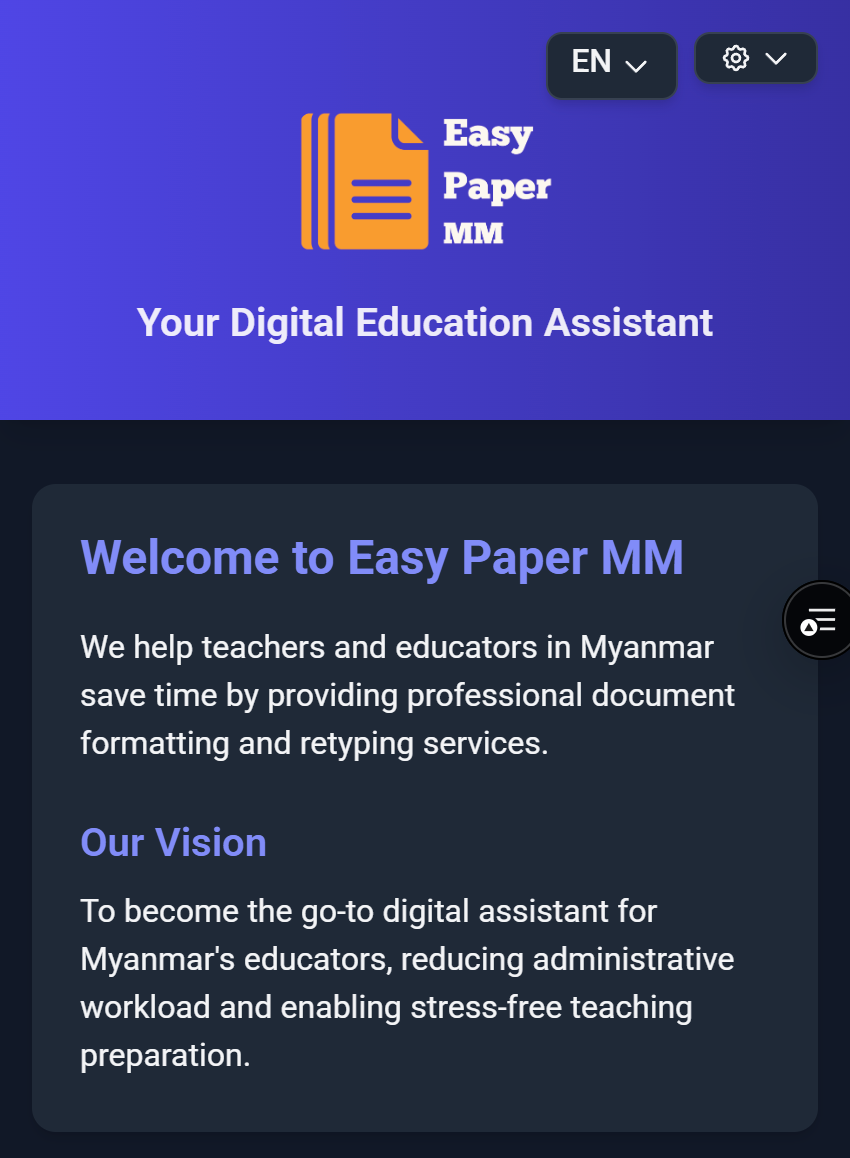 EN
Easy
Paper
MM
Your Digital Education Assistant
Welcome to Easy Paper MM
We help teachers and educators in Myanmar
save time by providing professional document
formatting and retyping services.
Our Vision
To become the go-to digital assistant for
Myanmar's educators, reducing administrative
workload and enabling stress-free teaching
preparation.